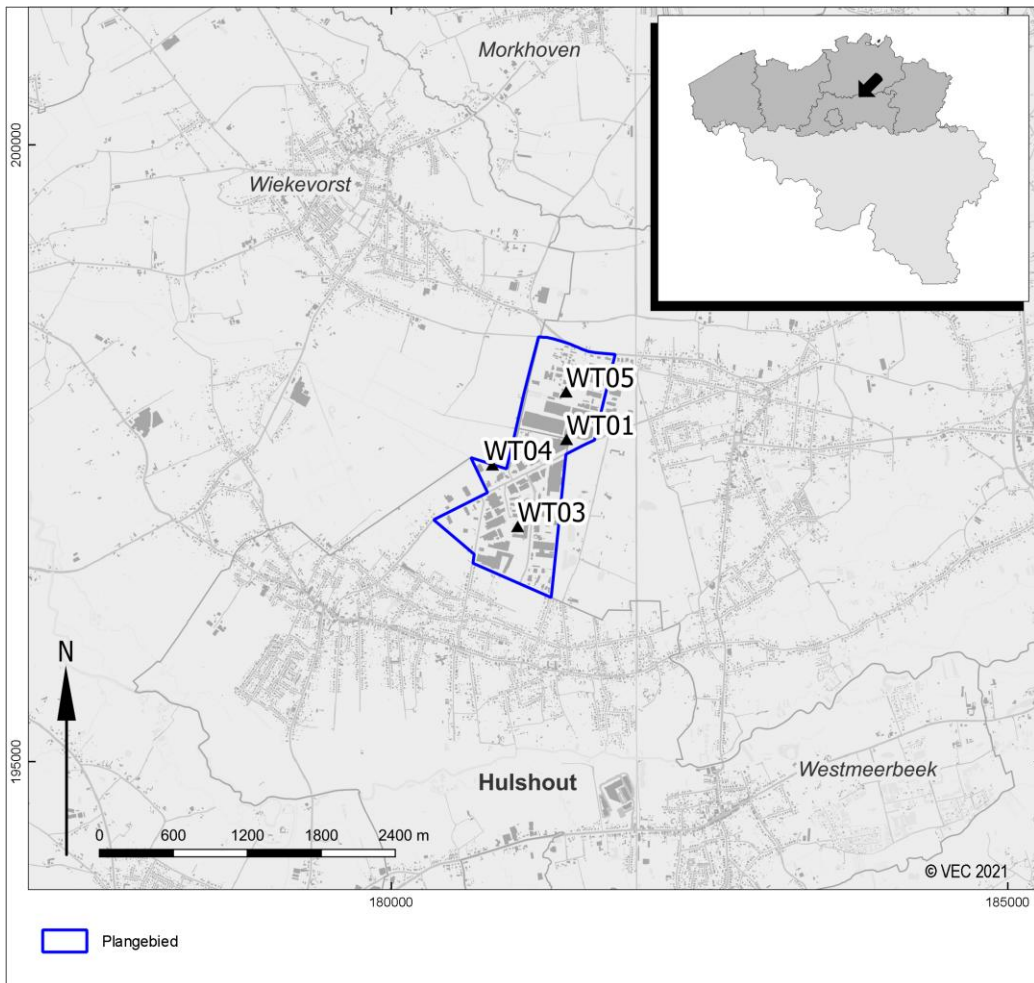 Morkhoven
200000
Wiekevorst
WT05
WT01
WT04
WT03
N
195000
Hulshout
Westmeerbeek
0 600 1200 1800 2400 m
© VEC 2021
180000 185000
Plangebied